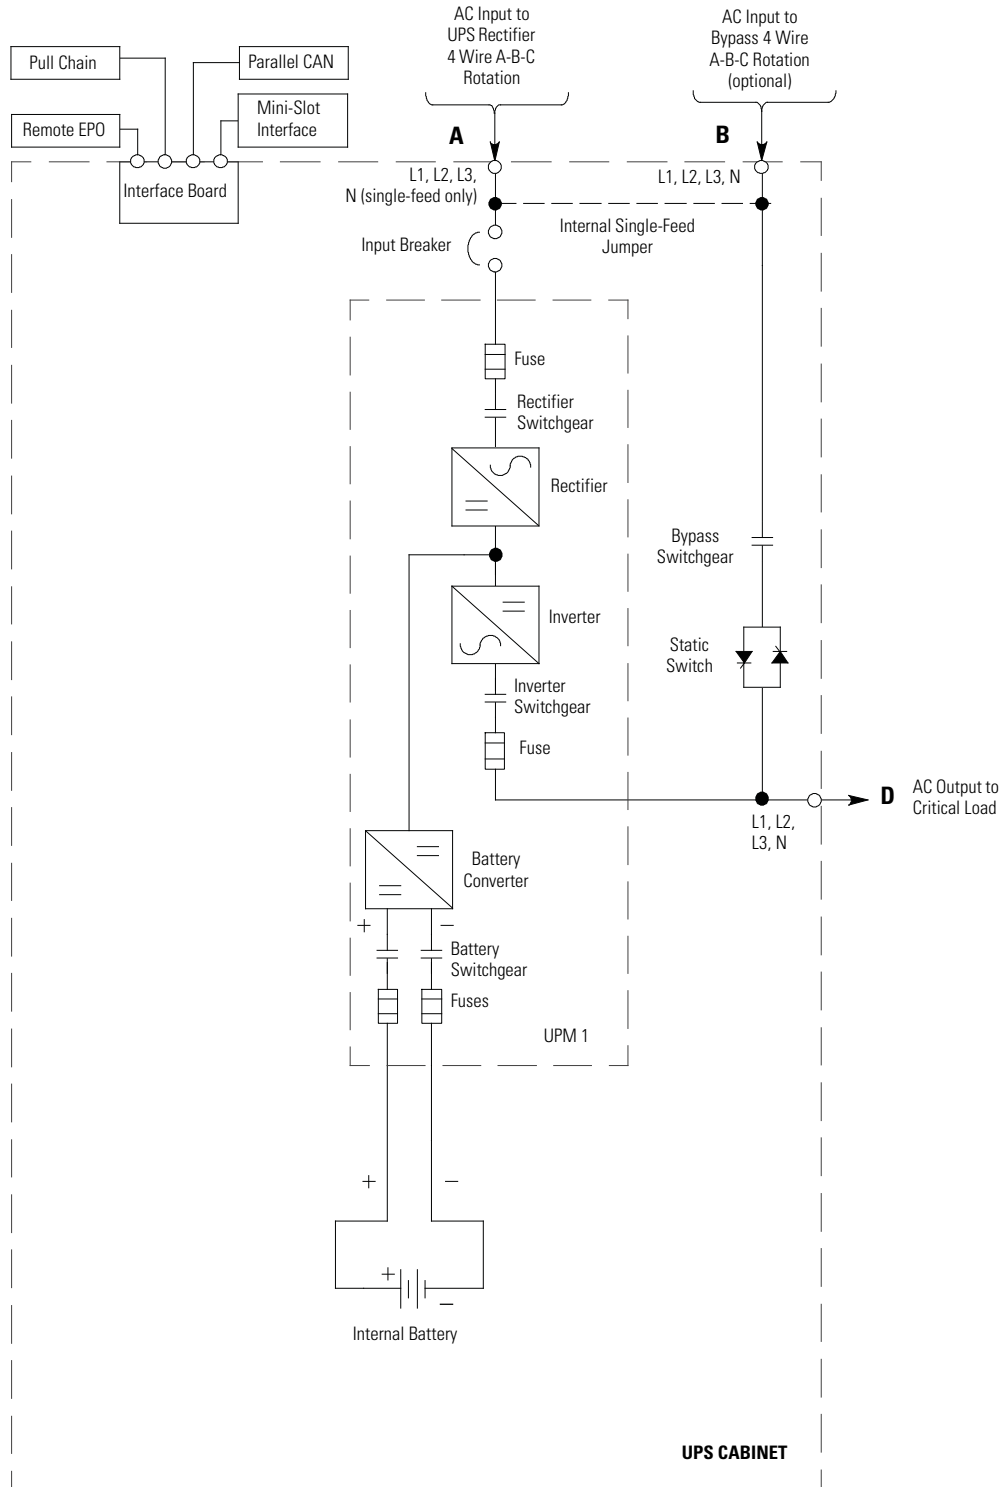 AC Input to
UPS Rectifier
4 Wire A-B-C
Rotation
AC Input to
Bypass 4 Wire
A-B-C Rotation
(optional)
Pull Chain
Parallel CAN
Remote EPO
Mini-Slot
Interface
Interface Board
A
B
L1, L2, L3,
N (single-feed only)
L1, L2, L3, N
Internal Single-Feed
Jumper
Input Breaker
Fuse
Rectifier
Switchgear
Rectifier
Bypass
Switchgear
Inverter
Static
Switch
Inverter
Switchgear
Fuse
D
AC Output to
Critical Load
L1, L2,
L3, N
Battery
Converter
+
−
Battery
Switchgear
Fuses
UPM 1
+
−
+
−
Internal Battery
UPS CABINET